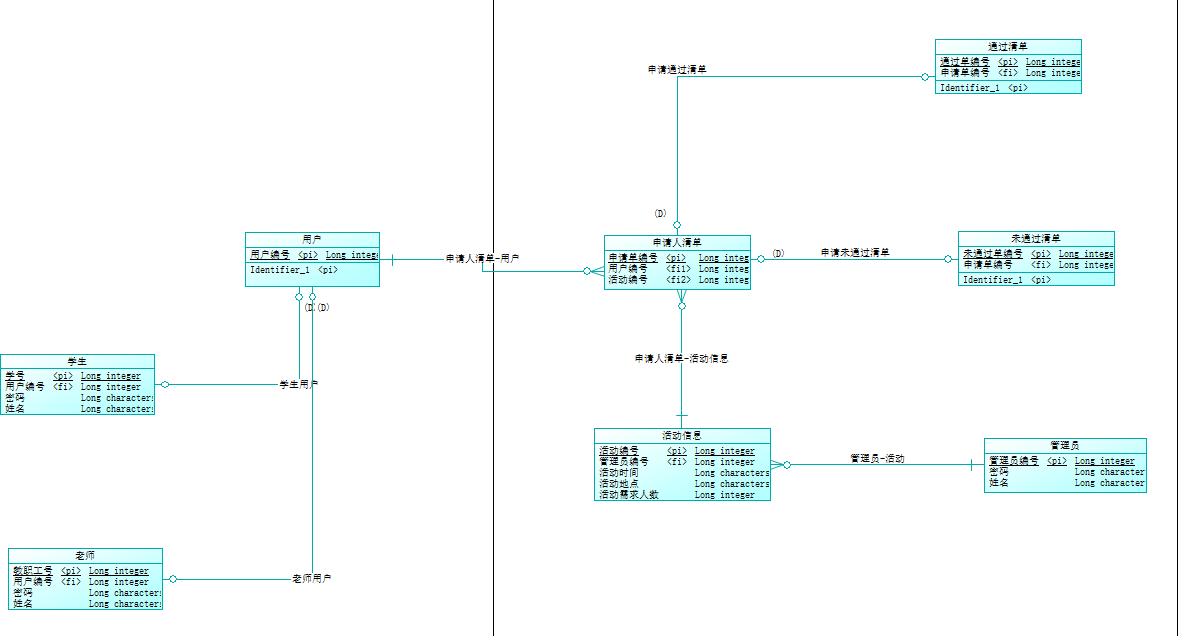 通过清单
通过单编号 <pi> Long intege
申请单编号 <fi> Long intege
Identifier_1 <pi>
申请通过清单
(D)
用户
用户编号 <pi> Long intege
Identifier_1 <pi>
申请人清单-用户
申请人清单
申请单编号 <pi> Long integ
用户编号 <fi1> Long integ
活动编号 <fi2> Long integ
(D)
申请未通过清单
未通过清单
未通过单编号 <pi> Long intege
申请单编号 <fi> Long intege
Identifier_1 <pi>
(D)(D)
学生
学号 <pi> Long integer
用户编号 <fi> Long integer
密码 Long characters
姓名 Long characters
学生用户
申请人清单-活动信息
活动信息
活动编号 <pi> Long integer
管理员编号 <fi> Long integer
活动时间 Long characters
活动地点 Long characters
活动需求人数 Long integer
管理员-活动
管理员
管理员编号 <pi> Long integer
密码 Long character
姓名 Long character
老师
教职工号 <pi> Long integer
用户编号 <fi> Long integer
密码 Long characters
姓名 Long characters
老师用户